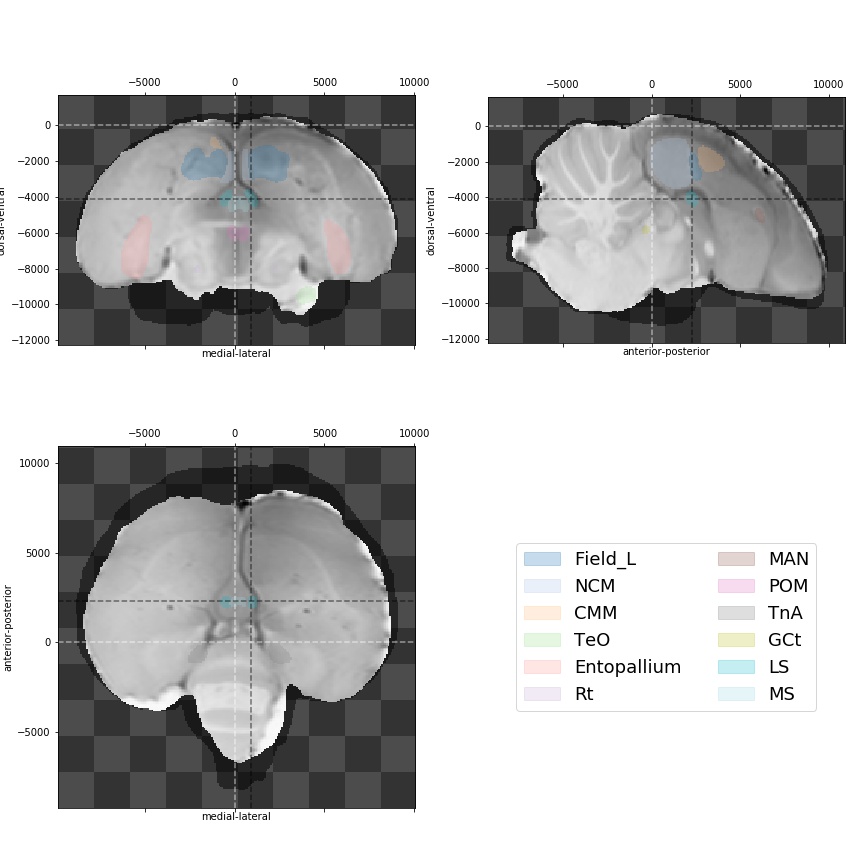 −5000 0 5000 10000
0
−2000
−4000
−6000
−8000
−10000
−12000
dorsal-ventral
medial-lateral
−5000 0 5000 10000
0
−2000
−4000
−6000
−8000
−10000
−12000
dorsal-ventral
anterior-posterior
−5000 0 5000 10000
10000
5000
0
−5000
anterior-posterior
medial-lateral
Field_L
NCM
CMM
TeO
Entopallium
Rt
MAN
POM
TnA
GCt
LS
MS